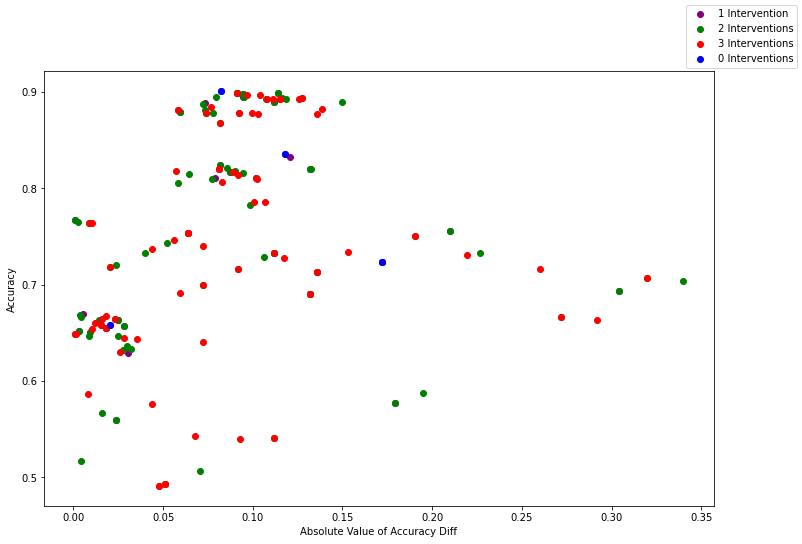 1 Intervention
2 Interventions
3 Interventions
0 Interventions
0.9
0.8
0.7
0.6
0.5
Accuracy
0.00 0.05 0.10 0.15 0.20 0.25 0.30 0.35
Absolute Value of Accuracy Diff